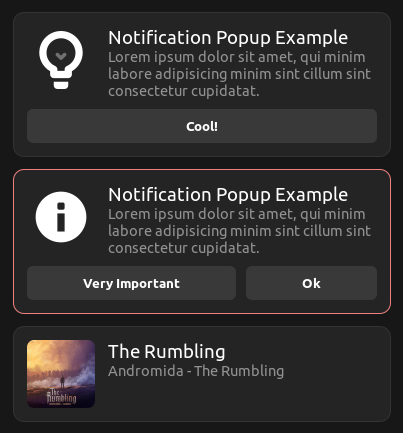 Notification Popup Example
Lorem ipsum dolor sit amet, qui minim
labore adipisicing minim sint cillum sint
consectetur cupidatat.
Cool!
Notification Popup Example
Lorem ipsum dolor sit amet, qui minim
labore adipisicing minim sint cillum sint
consectetur cupidatat.
Very Important
Ok
The Rumbling
Andromida - The Rumbling
The
Rumbling